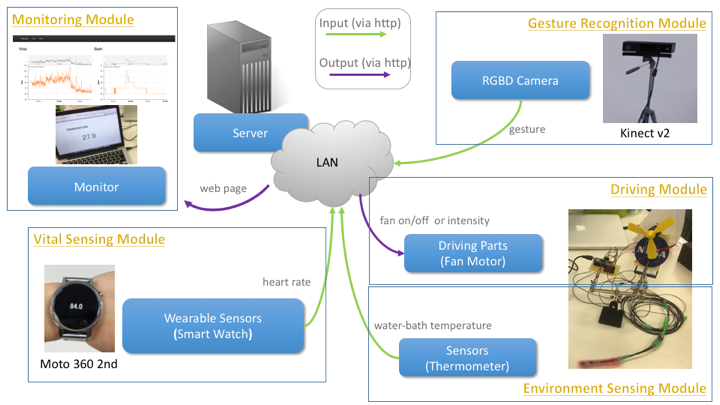 Monitoring Module
Input (via http)
Output (via http)
Gesture Recognition Module
RGBD Camera
Kinect v2
gesture
27.9
Server
LAN
Monitor
web page
Driving Module
fan on/off or intensity
Driving Parts
(Fan Motor)
Vital Sensing Module
84.0
heart rate
Wearable Sensors
(Smart Watch)
Moto 360 2nd
water-bath temperature
Sensors
(Thermometer)
Environment Sensing Module